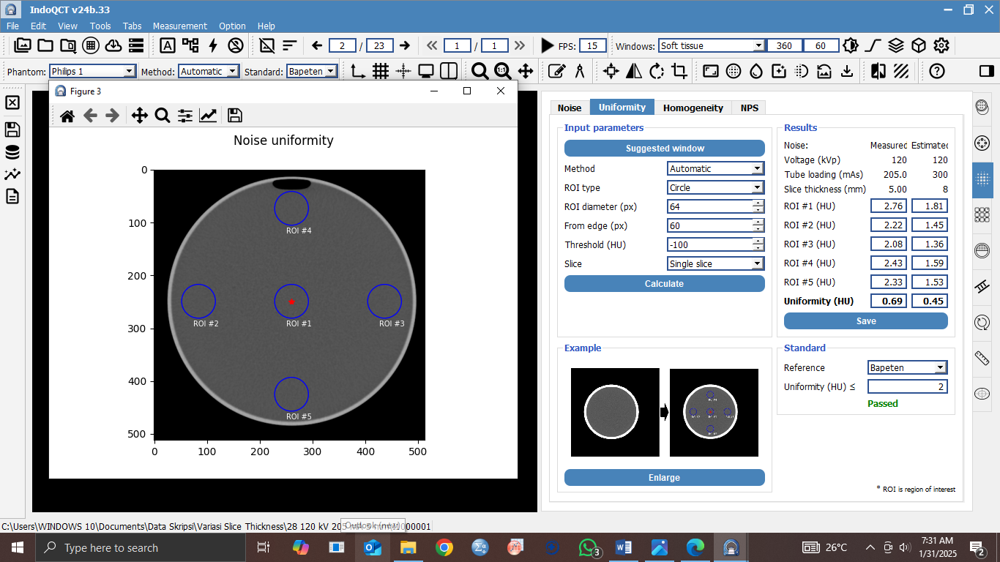 IndoQCT v24b.33
File Edit View Tools Tabs Measurement Option Help
2 / 23 1 / 1 FPS: 15 Windows: Soft tissue 360 60
Phantom: Philips 1 Method: Automatic Standard: Bapeten 1:1
Figure 3
Noise uniformity
0
100
200
300
400
500
0 100 200 300 400 500
ROI #4
ROI #2
ROI #1
ROI #3
ROI #5
Noise Uniformity Homogeneity NPS
Input parameters
Suggested window
Method Automatic
ROI type Circle
ROI diameter (px) 64
From edge (px) 60
Threshold (HU) -100
Slice Single slice
Calculate
Results
Noise: Measured Estimated
Voltage (kVp) 120 120
Tube loading (mAs) 205.0 300
Slice thickness (mm) 5.00 8
ROI #1 (HU) 2.76 1.81
ROI #2 (HU) 2.22 1.45
ROI #3 (HU) 2.08 1.36
ROI #4 (HU) 2.43 1.59
ROI #5 (HU) 2.33 1.53
Uniformity (HU) 0.69 0.45
Save
Example
Enlarge
Standard
Reference Bapeten
Uniformity (HU) ≤ 2
Passed
* ROI is region of interest
C:\Users\WINDOWS 10\Documents\Data Skripsi\Variasi Slice Thickness\28 120 kV
Outlook (new)
Type here to search
3
26°C
7:31 AM
1/31/2025
2